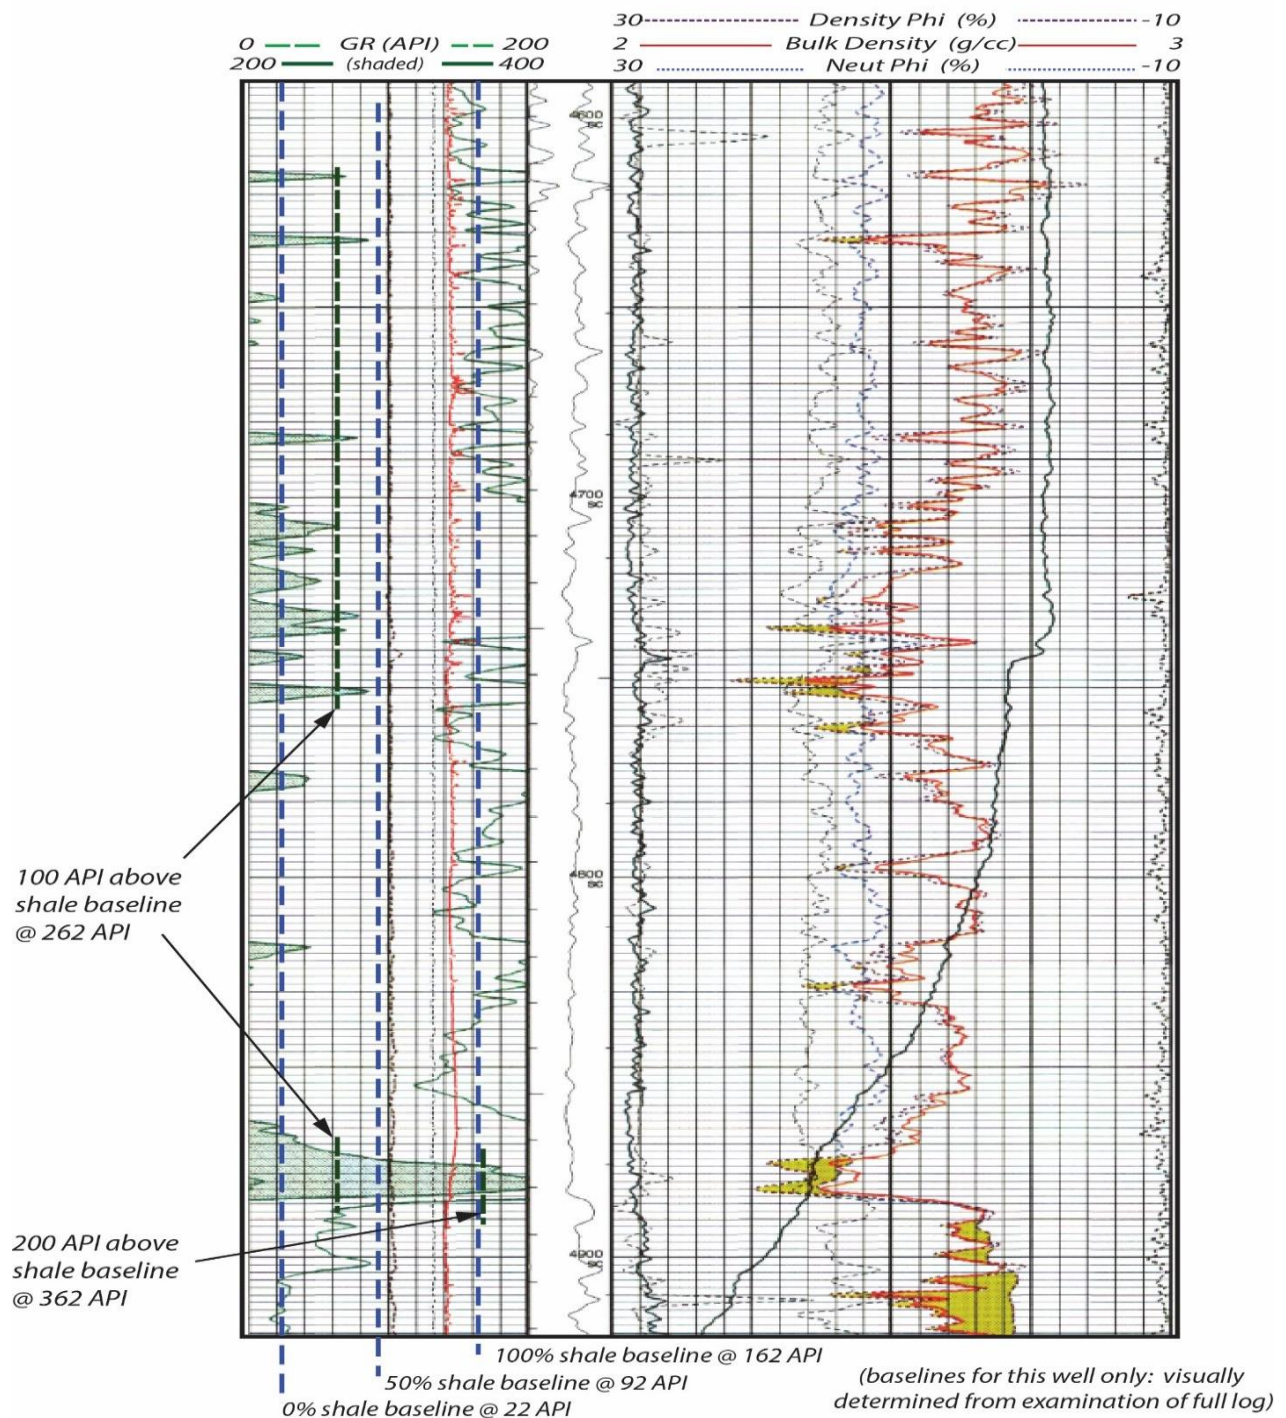 30 Density Phi (%) -10
0 GR (API) 200
2 Bulk Density (g/cc) 3
200 (shaded) 400
30 Neut Phi (%) -10
4700
4800
100 API above
shale baseline
@ 262 API
200 API above
shale baseline
@ 362 API
100% shale baseline @ 162 API
50% shale baseline @ 92 API
0% shale baseline @ 22 API
(baselines for this well only: visually
determined from examination of full log)